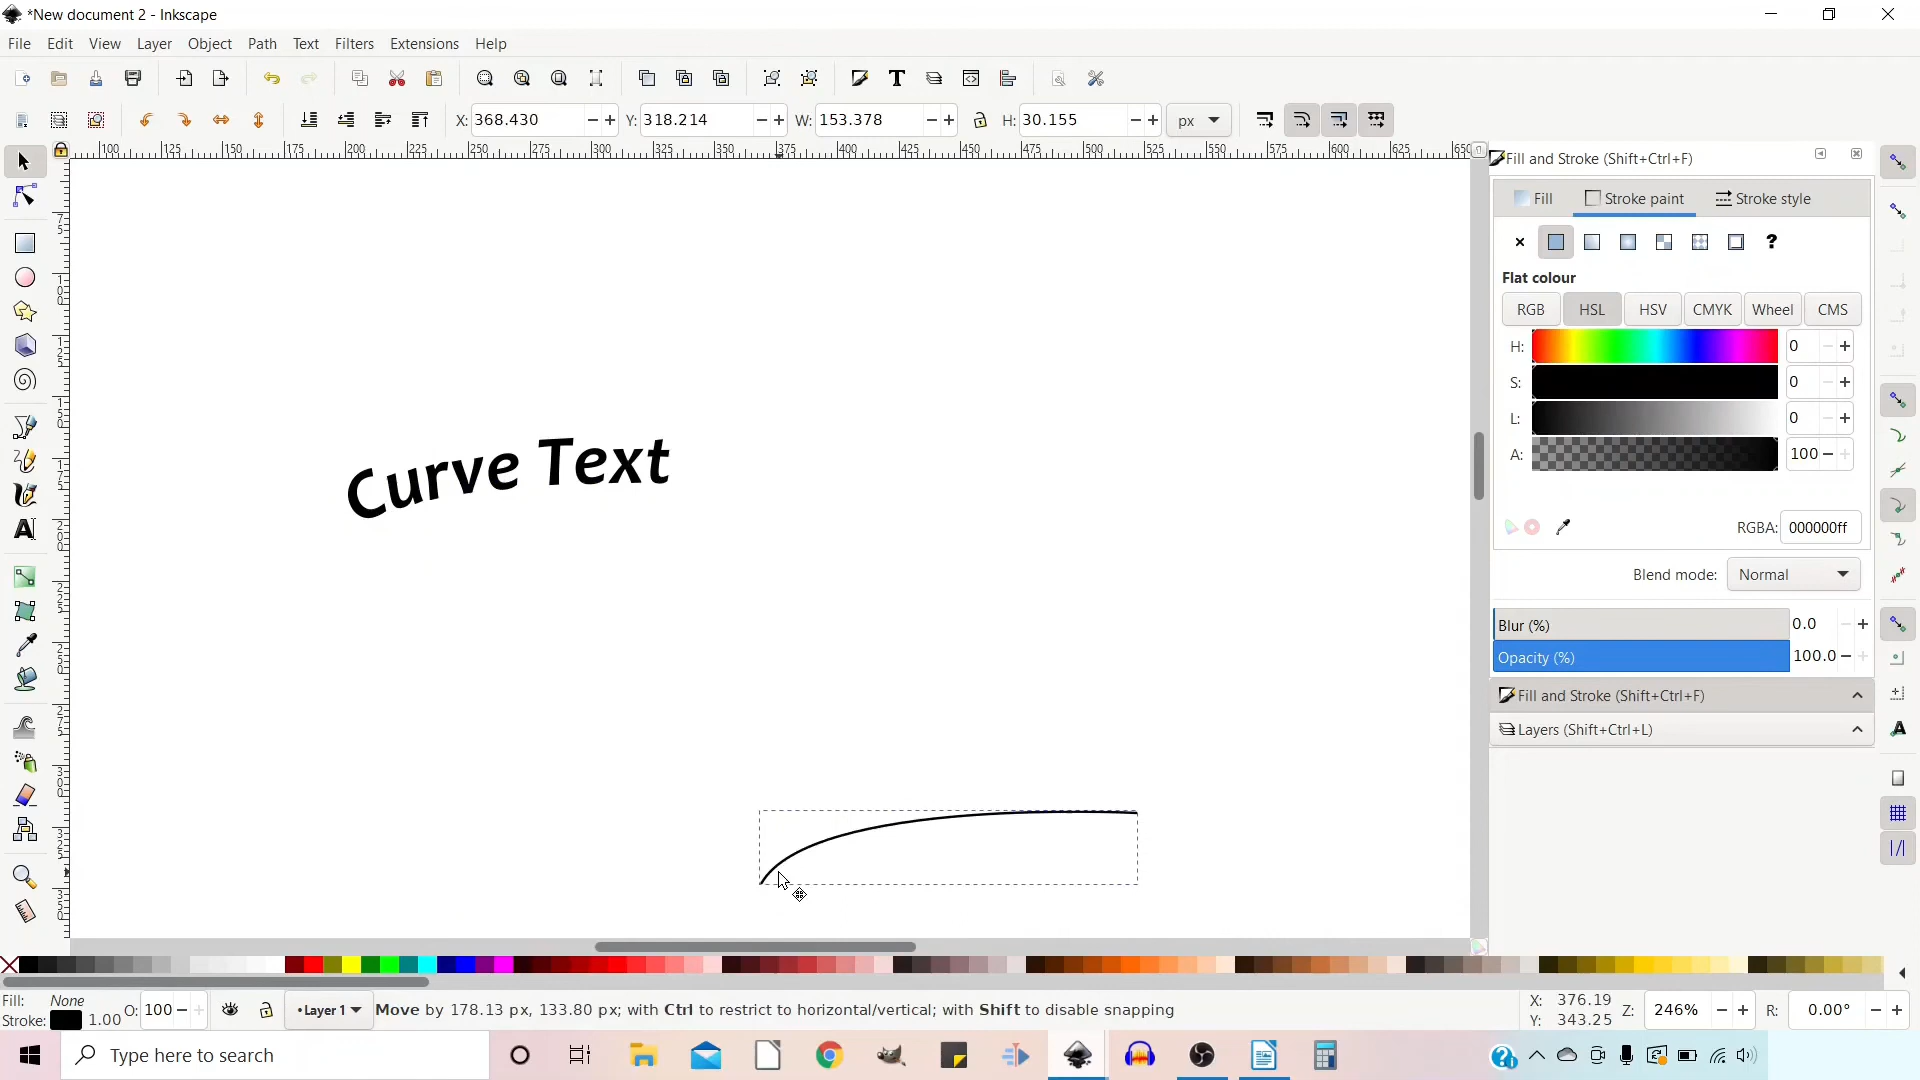 *New document 2 - Inkscape
File Edit View Layer Object Path Text Filters Extensions Help
X: 368.430 Y: 318.214 W: 153.378 H: 30.155 px
Fill and Stroke (Shift+Ctrl+F)
Fill Stroke paint Stroke style
Flat colour
RGB HSL HSV CMYK Wheel CMS
H: 0
S: 0
L: 0
A: 100
RGBA: 000000ff
Blend mode: Normal
Blur (%) 0.0
Opacity (%) 100.0
Fill and Stroke (Shift+Ctrl+F)
Layers (Shift+Ctrl+L)
Curve Text
Fill: None
Stroke: 1.00
O: 100
•Layer 1
Move by 178.13 px, 133.80 px; with Ctrl to restrict to horizontal/vertical; with Shift to disable snapping
X: 376.19
Y: 343.25
Z: 246%
R: 0.00°
Type here to search